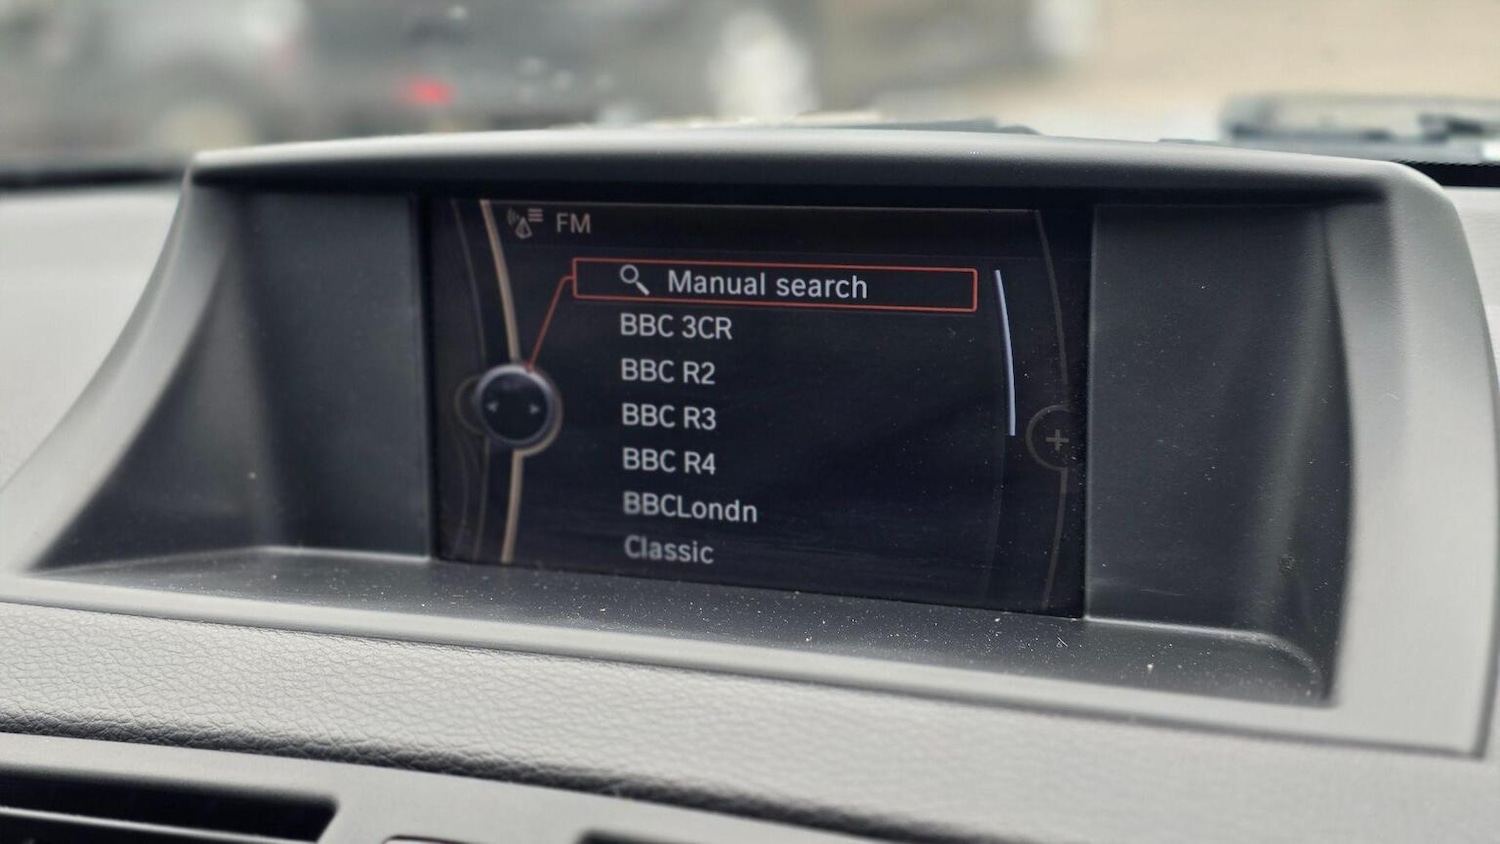 FM
Manual search
BBC 3CR
BBC R2
BBC R3
BBC R4
BBCLondn
Classic